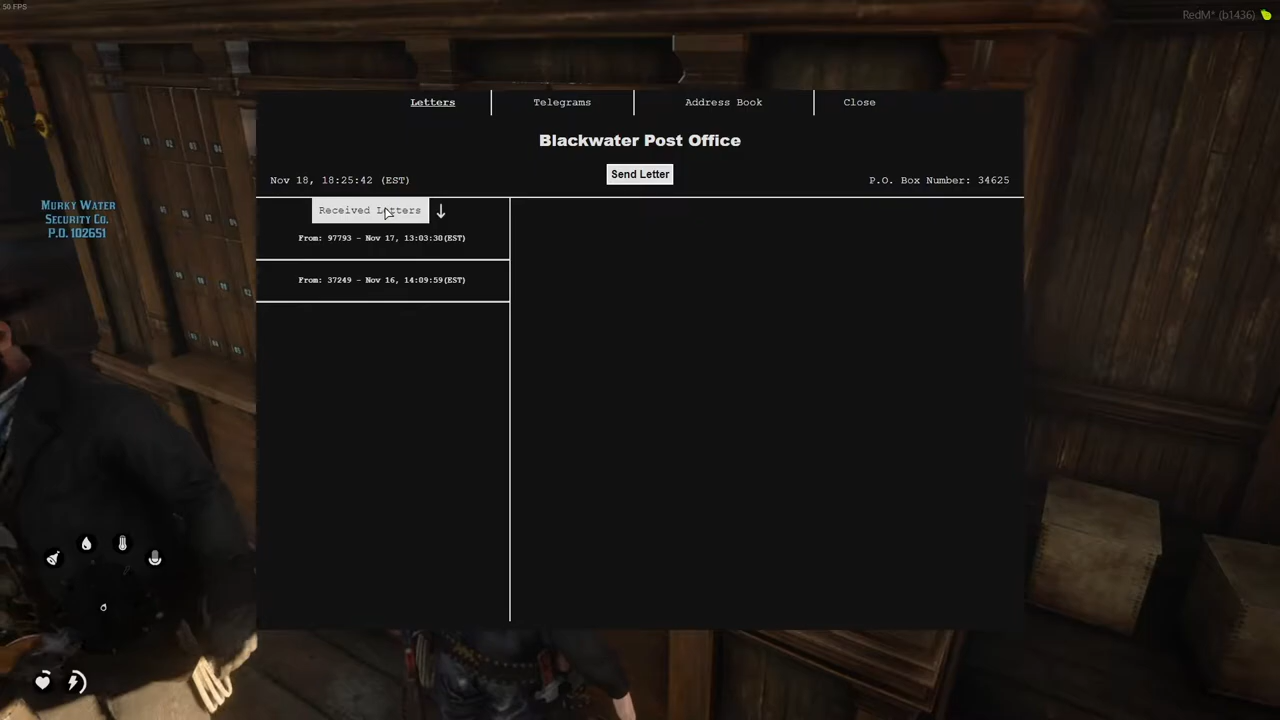 50 FPS
RedM* (b1436)
Letters
Telegrams
Address Book
Close
Blackwater Post Office
Nov 18, 18:25:42 (EST)
Send Letter
P.O. Box Number: 34625
Murky Water
Security Co.
P.O. 102651
Received Letters ↓
From: 97793 - Nov 17, 13:03:30(EST)
From: 37249 - Nov 16, 14:09:59(EST)